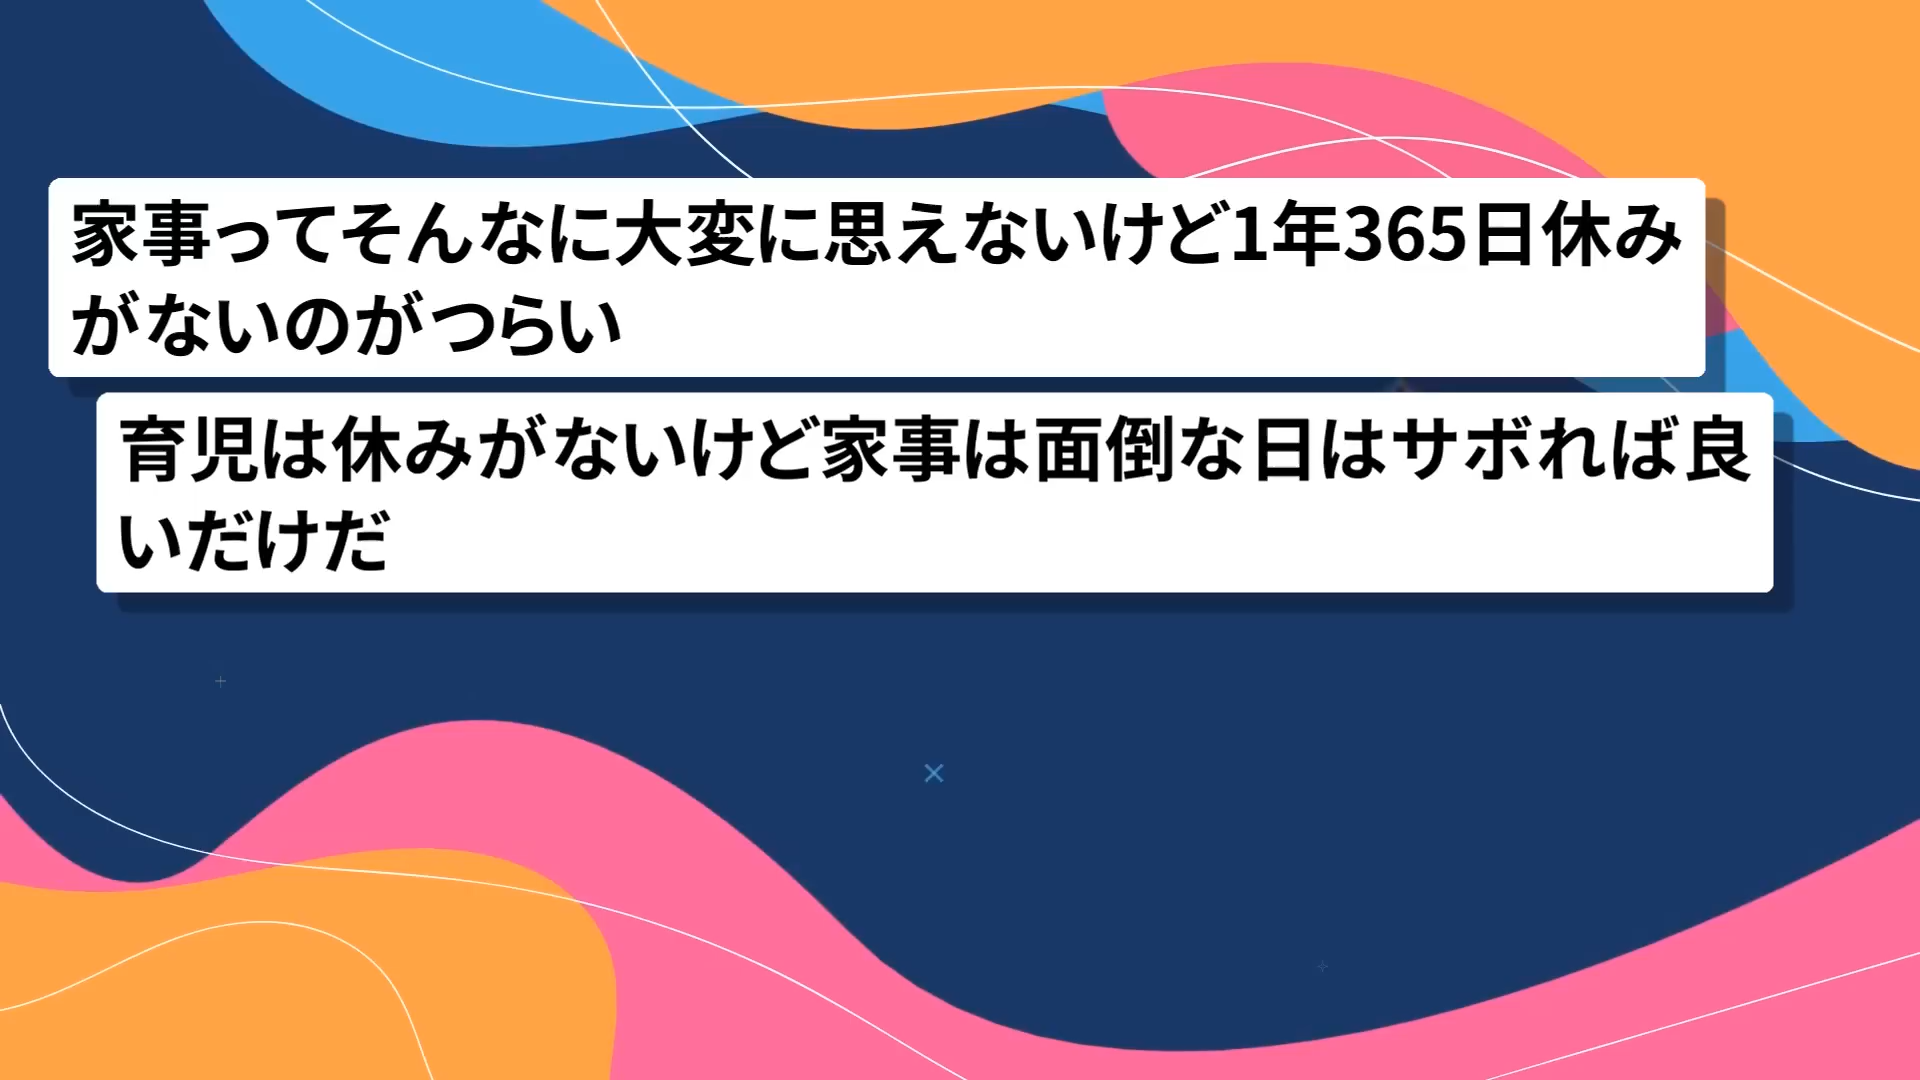 家事ってそんなに大変に思えないけど1年365日休み
がないのがつらい
育児は休みがないけど家事は面倒な日はサボれば良
いだけだ